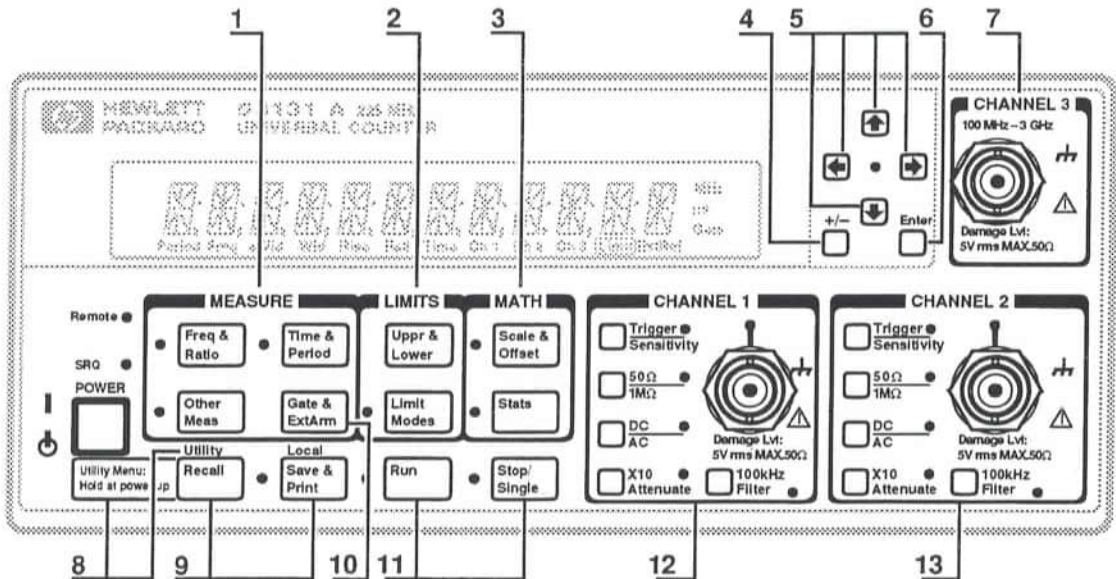 1 2 3 4 5 6 7
HEWLETT
PACKARD
53131 A 225 MHz
UNIVERSAL COUNTER
+/−
Enter
CHANNEL 3
100 MHz – 3 GHz
Damage Lvl:
5V rms MAX.50Ω
Remote
SRQ
POWER
Utility Menu:
Hold at power up
MEASURE
Freq &
Ratio
Time &
Period
Other
Meas
Gate &
ExtArm
LIMITS
Uppr &
Lower
Limit
Modes
MATH
Scale &
Offset
Stats
Utility
Recall
Local
Save &
Print
Run
Stop/
Single
CHANNEL 1
Trigger
Sensitivity
50Ω
1MΩ
DC
AC
X10
Attenuate
100kHz
Filter
Damage Lvl:
5V rms MAX.50Ω
CHANNEL 2
Trigger
Sensitivity
50Ω
1MΩ
DC
AC
X10
Attenuate
100kHz
Filter
Damage Lvl:
5V rms MAX.50Ω
8 9 10 11 12 13